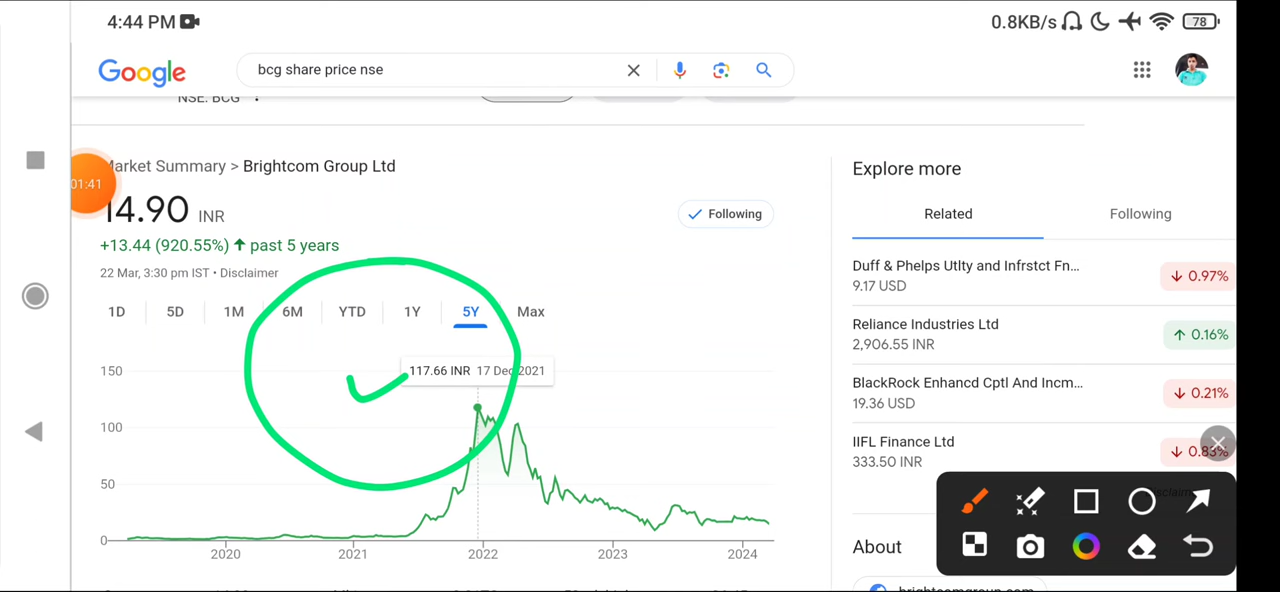 4:44 PM
0.8KB/s
78
Google
bcg share price nse
NSE: BCG
Market Summary > Brightcom Group Ltd
01:41
14.90 INR
Following
+13.44 (920.55%) ↑ past 5 years
22 Mar, 3:30 pm IST • Disclaimer
1D 5D 1M 6M YTD 1Y 5Y Max
117.66 INR 17 Dec 2021
150
100
50
0
2020 2021 2022 2023 2024
Explore more
Related Following
Duff & Phelps Utlty and Infrstct Fn...
9.17 USD
↓ 0.97%
Reliance Industries Ltd
2,906.55 INR
↑ 0.16%
BlackRock Enhancd Cptl And Incm...
19.36 USD
↓ 0.21%
IIFL Finance Ltd
333.50 INR
↓ 0.83%
About
brightcomgroup.com